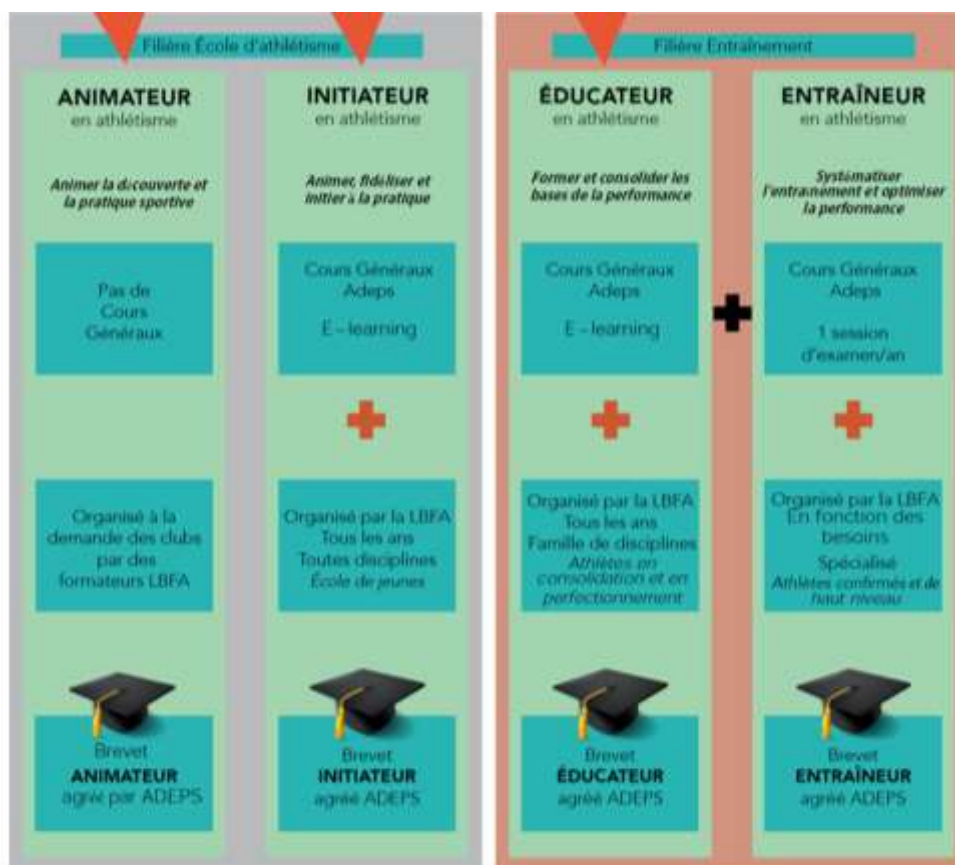 Filière École d'athlétisme
ANIMATEUR
en athlétisme
Animer la découverte et
la pratique sportive
Pas de
Cours
Généraux
Organisé à la
demande des clubs
par des
formateurs LBFA
Brevet
ANIMATEUR
agréé par ADEPS
INITIATEUR
en athlétisme
Animer, fidéliser et
initier à la pratique
Cours Généraux
Adeps
E – learning
Organisé par la LBFA
Tous les ans
Toutes disciplines
École de jeunes
Brevet
INITIATEUR
agréé ADEPS
Filière Entraînement
ÉDUCATEUR
en athlétisme
Former et consolider les
bases de la performance
Cours Généraux
Adeps
E – learning
Organisé par la LBFA
Tous les ans
Famille de disciplines
Athlètes en
consolidation et en
perfectionnement
Brevet
ÉDUCATEUR
agréé ADEPS
ENTRAÎNEUR
en athlétisme
Systématiser
l'entraînement et optimiser
la performance
Cours Généraux
Adeps
1 session
d'examen/an
Organisé par la LBFA
En fonction des
besoins
Spécialisé
Athlètes confirmés et de
haut niveau
Brevet
ENTRAÎNEUR
agréé ADEPS